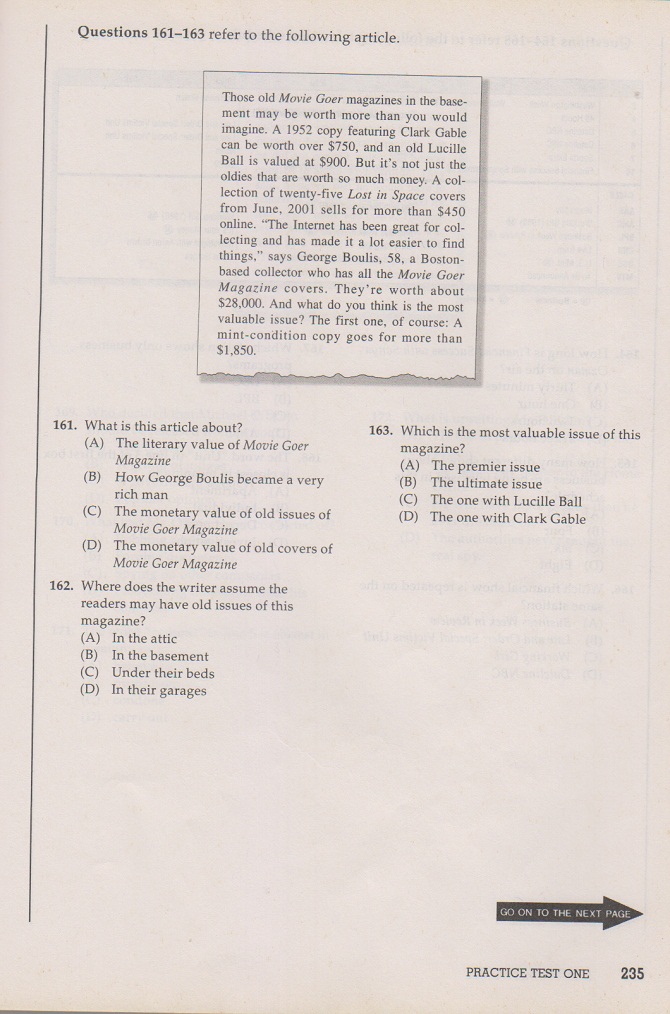 Questions 161–163 refer to the following article.
Those old Movie Goer magazines in the base-
ment may be worth more than you would
imagine. A 1952 copy featuring Clark Gable
can be worth over $750, and an old Lucille
Ball is valued at $900. But it's not just the
oldies that are worth so much money. A col-
lection of twenty-five Lost in Space covers
from June, 2001 sells for more than $450
online. “The Internet has been great for col-
lecting and has made it a lot easier to find
things,” says George Boulis, 58, a Boston-
based collector who has all the Movie Goer
Magazine covers. They're worth about
$28,000. And what do you think is the most
valuable issue? The first one, of course: A
mint-condition copy goes for more than
$1,850.
161. What is this article about?
(A) The literary value of Movie Goer
Magazine
(B) How George Boulis became a very
rich man
(C) The monetary value of old issues of
Movie Goer Magazine
(D) The monetary value of old covers of
Movie Goer Magazine
162. Where does the writer assume the
readers may have old issues of this
magazine?
(A) In the attic
(B) In the basement
(C) Under their beds
(D) In their garages
163. Which is the most valuable issue of this
magazine?
(A) The premier issue
(B) The ultimate issue
(C) The one with Lucille Ball
(D) The one with Clark Gable
GO ON TO THE NEXT PAGE
PRACTICE TEST ONE 235